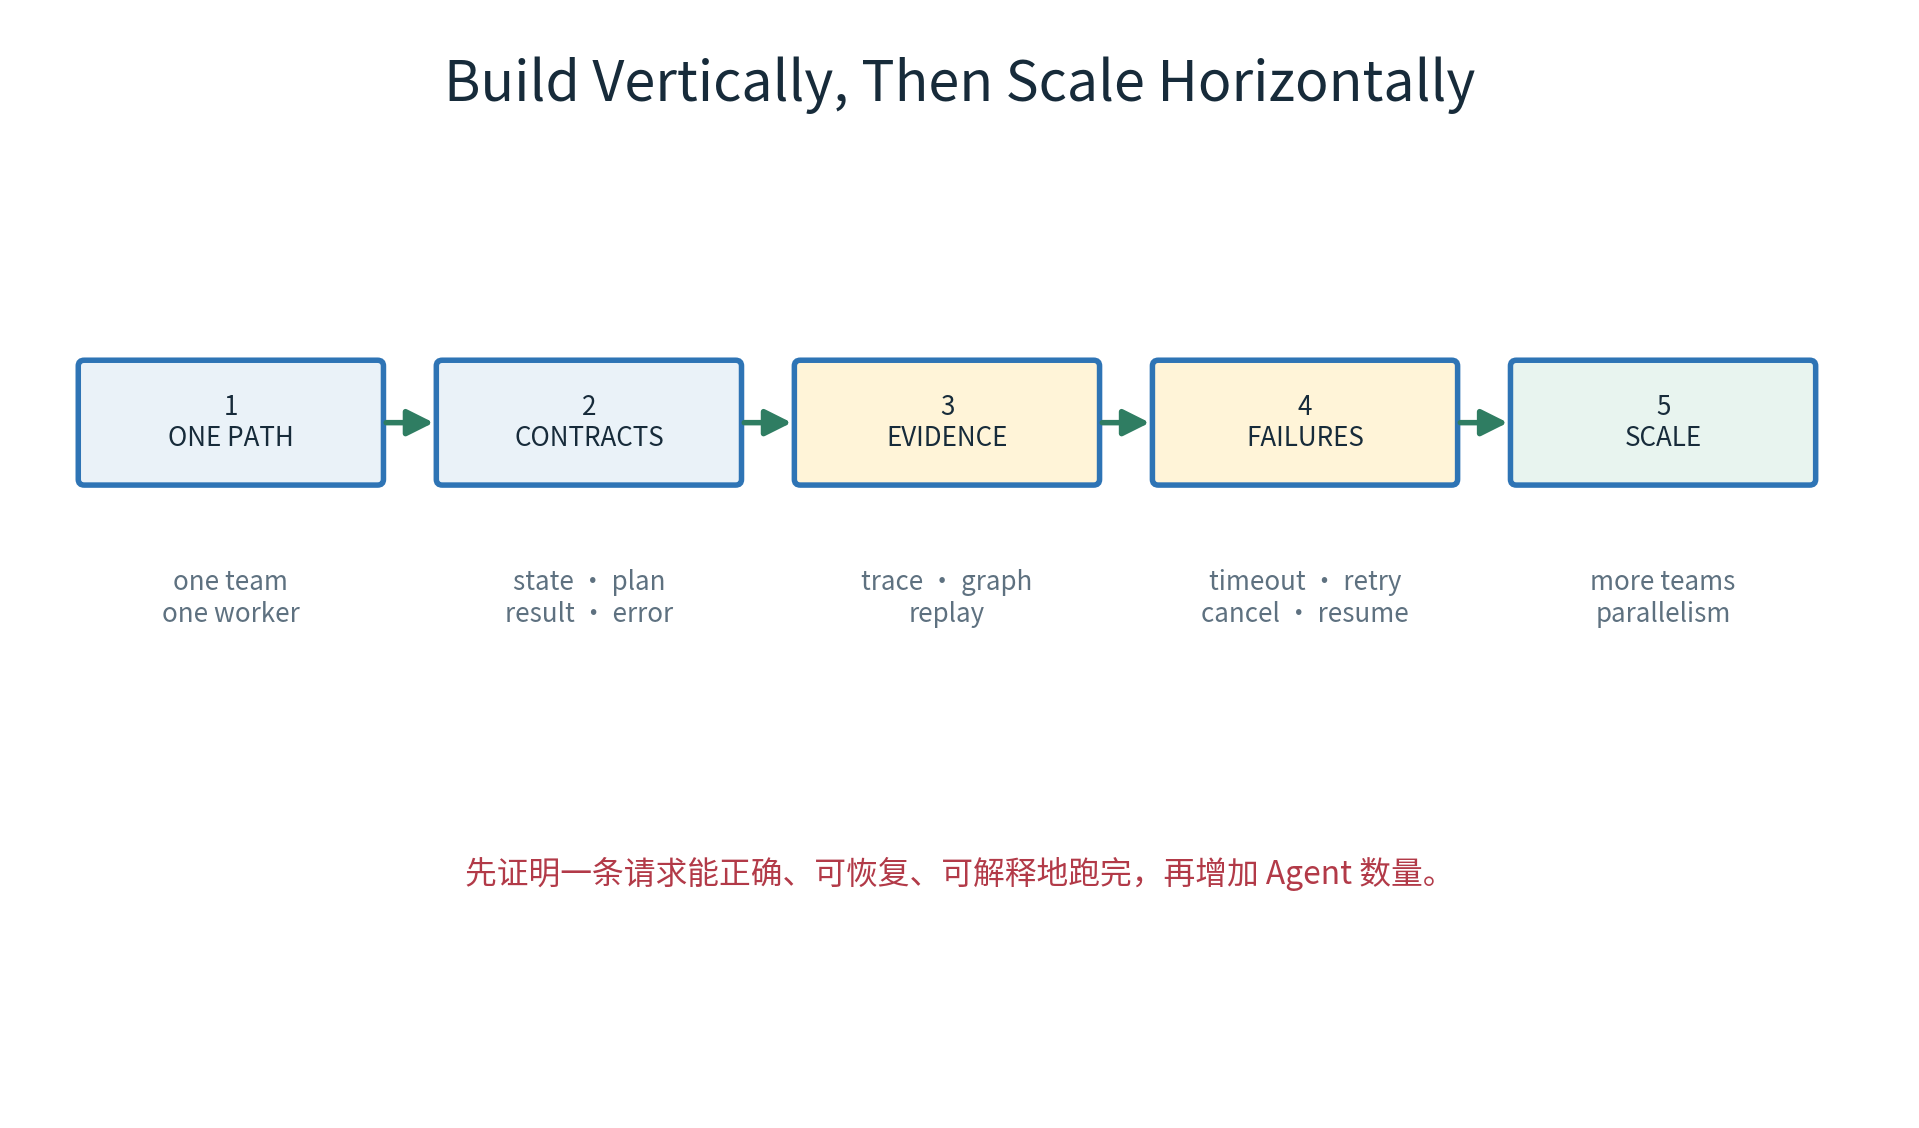 Build Vertically, Then Scale Horizontally
1
ONE PATH
2
CONTRACTS
3
EVIDENCE
4
FAILURES
5
SCALE
one team
one worker
state • plan
result • error
trace • graph
replay
timeout • retry
cancel • resume
more teams
parallelism
先证明一条请求能正确、可恢复、可解释地跑完，再增加 Agent 数量。